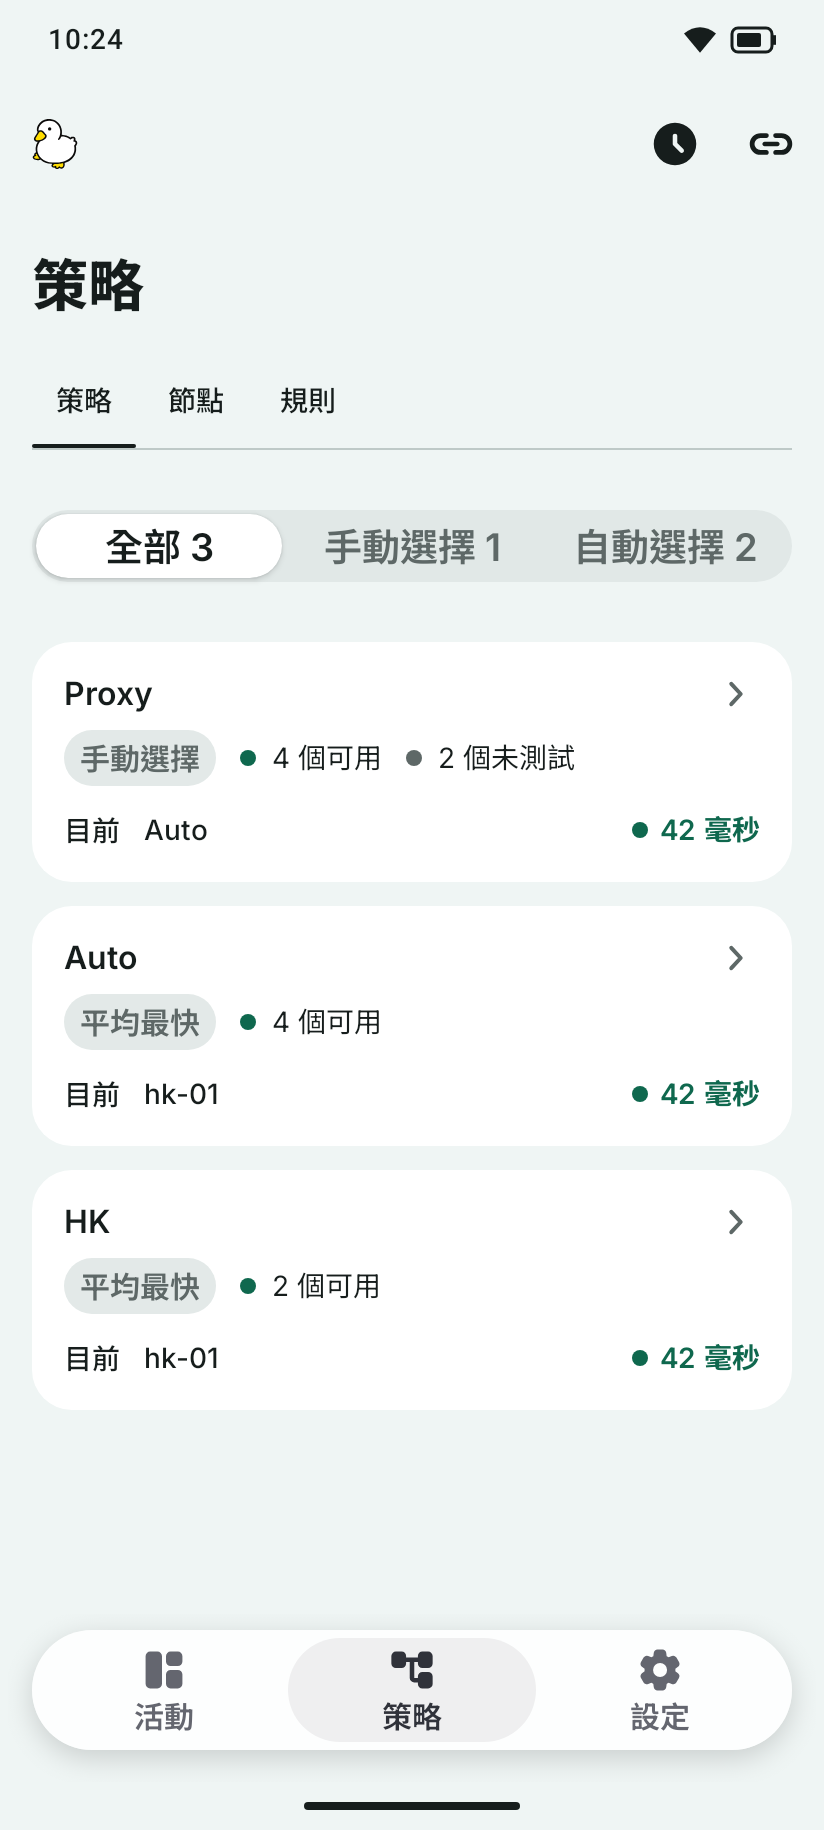 10:24
策略
策略 節點 規則
全部 3 手動選擇 1 自動選擇 2
Proxy
手動選擇 4 個可用 2 個未測試
目前 Auto 42 毫秒
Auto
平均最快 4 個可用
目前 hk-01 42 毫秒
HK
平均最快 2 個可用
目前 hk-01 42 毫秒
活動 策略 設定